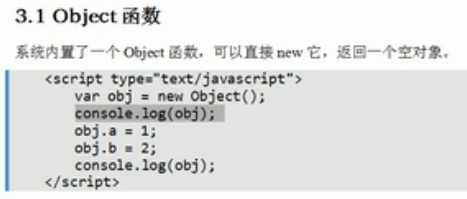 3.1 Object 函数
系统内置了一个 Object 函数，可以直接 new 它，返回一个空对象。
<script type="text/javascript">
var obj = new Object();
console.log(obj);
obj.a = 1;
obj.b = 2;
console.log(obj);
</script>